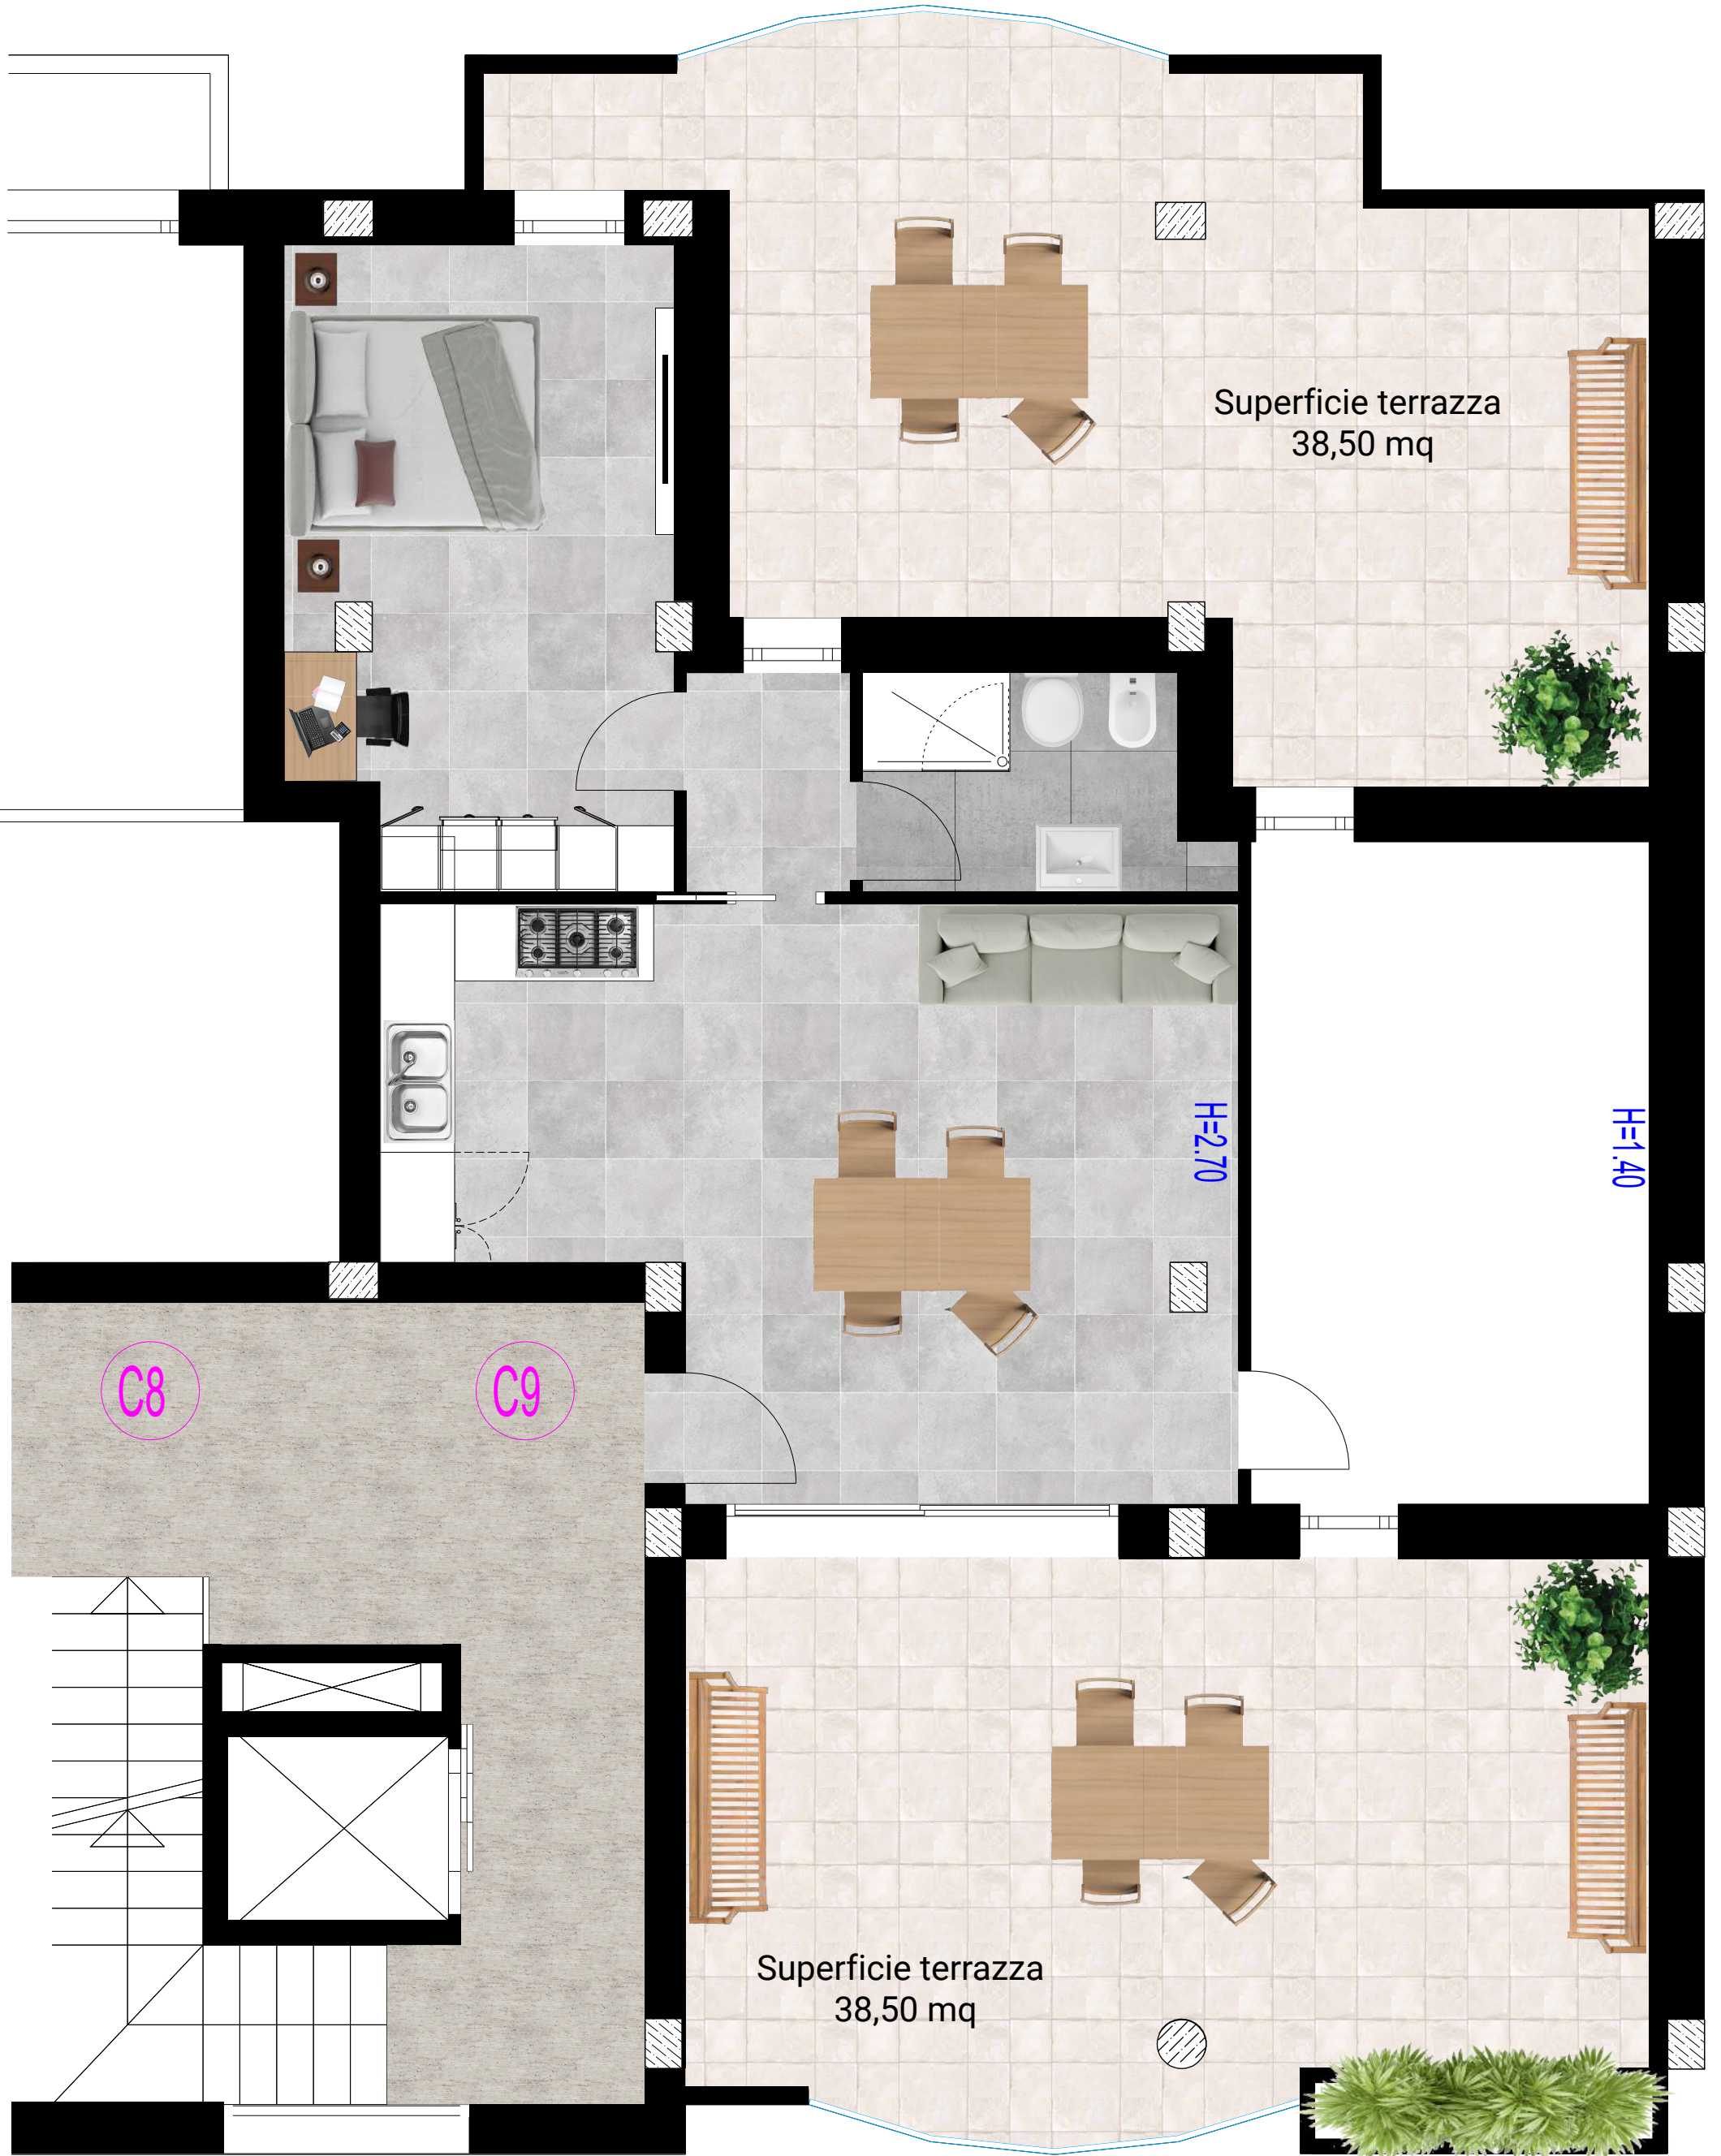 Superficie terrazza
38,50 mq
H=2.70
H=1.40
C8
C9
Superficie terrazza
38,50 mq